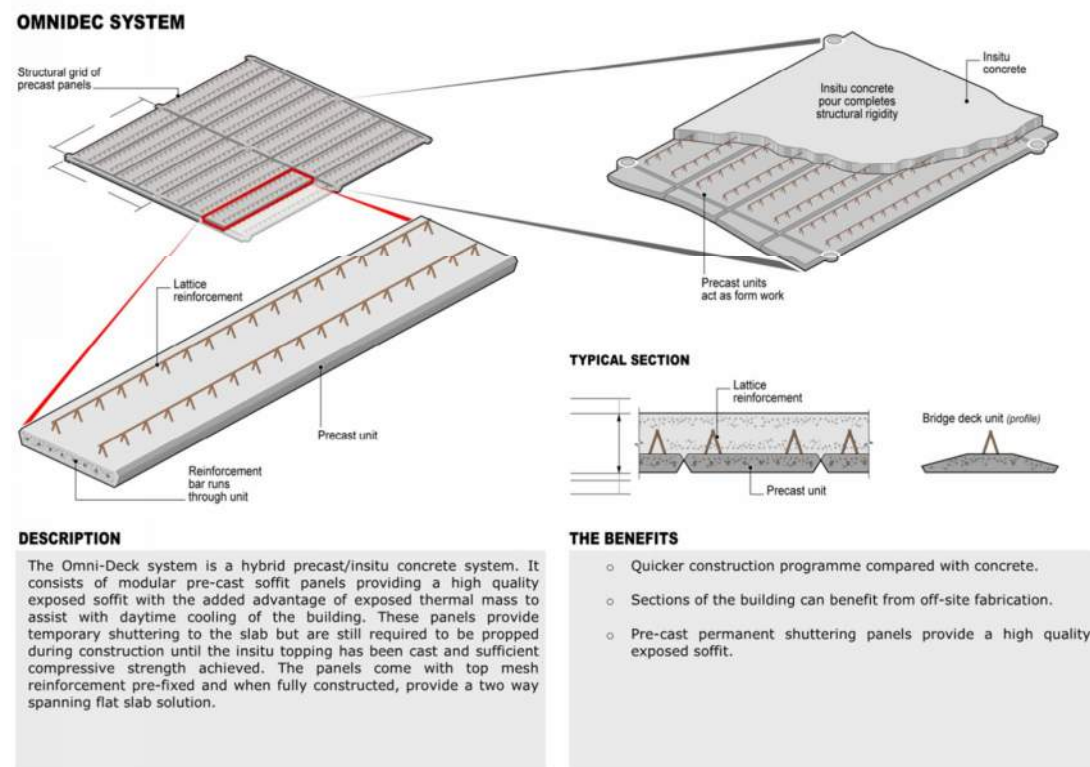 OMNIDEC SYSTEM
Structural grid of
precast panels
Insitu
concrete
Insitu concrete
pour completes
structural rigidity
Lattice
reinforcement
Precast units
act as form work
Precast unit
Reinforcement
bar runs
through unit
TYPICAL SECTION
Lattice
reinforcement
Bridge deck unit (profile)
Precast unit
DESCRIPTION
The Omni-Deck system is a hybrid precast/insitu concrete system. It
consists of modular pre-cast soffit panels providing a high quality
exposed soffit with the added advantage of exposed thermal mass to
assist with daytime cooling of the building. These panels provide
temporary shuttering to the slab but are still required to be propped
during construction until the insitu topping has been cast and sufficient
compressive strength achieved. The panels come with top mesh
reinforcement pre-fixed and when fully constructed, provide a two way
spanning flat slab solution.
THE BENEFITS
o Quicker construction programme compared with concrete.
o Sections of the building can benefit from off-site fabrication.
o Pre-cast permanent shuttering panels provide a high quality
exposed soffit.